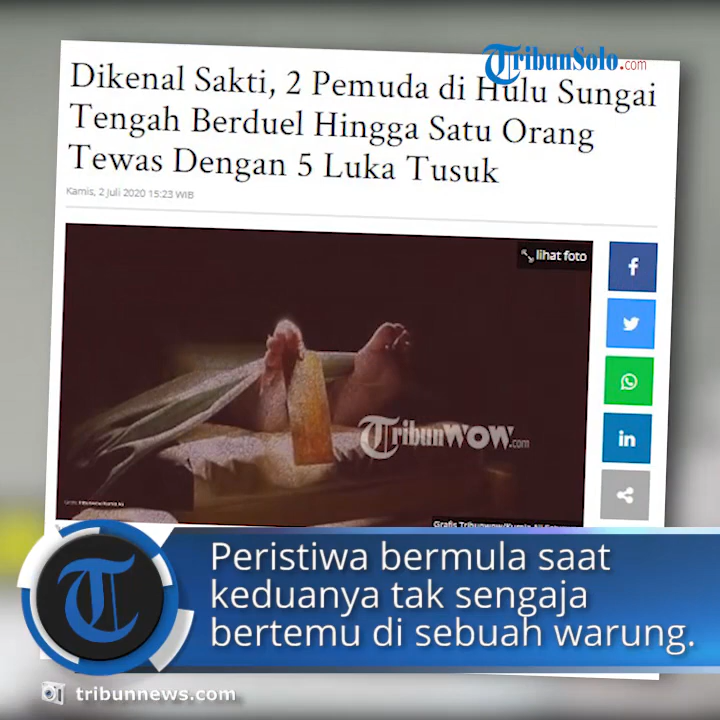 TribunSolo.com
Dikenal Sakti, 2 Pemuda di Hulu Sungai
Tengah Berduel Hingga Satu Orang
Tewas Dengan 5 Luka Tusuk
Kamis, 2 Juli 2020 15:23 WIB
lihat foto
TribunWOW.com
Peristiwa bermula saat
keduanya tak sengaja
bertemu di sebuah warung.
tribunnews.com